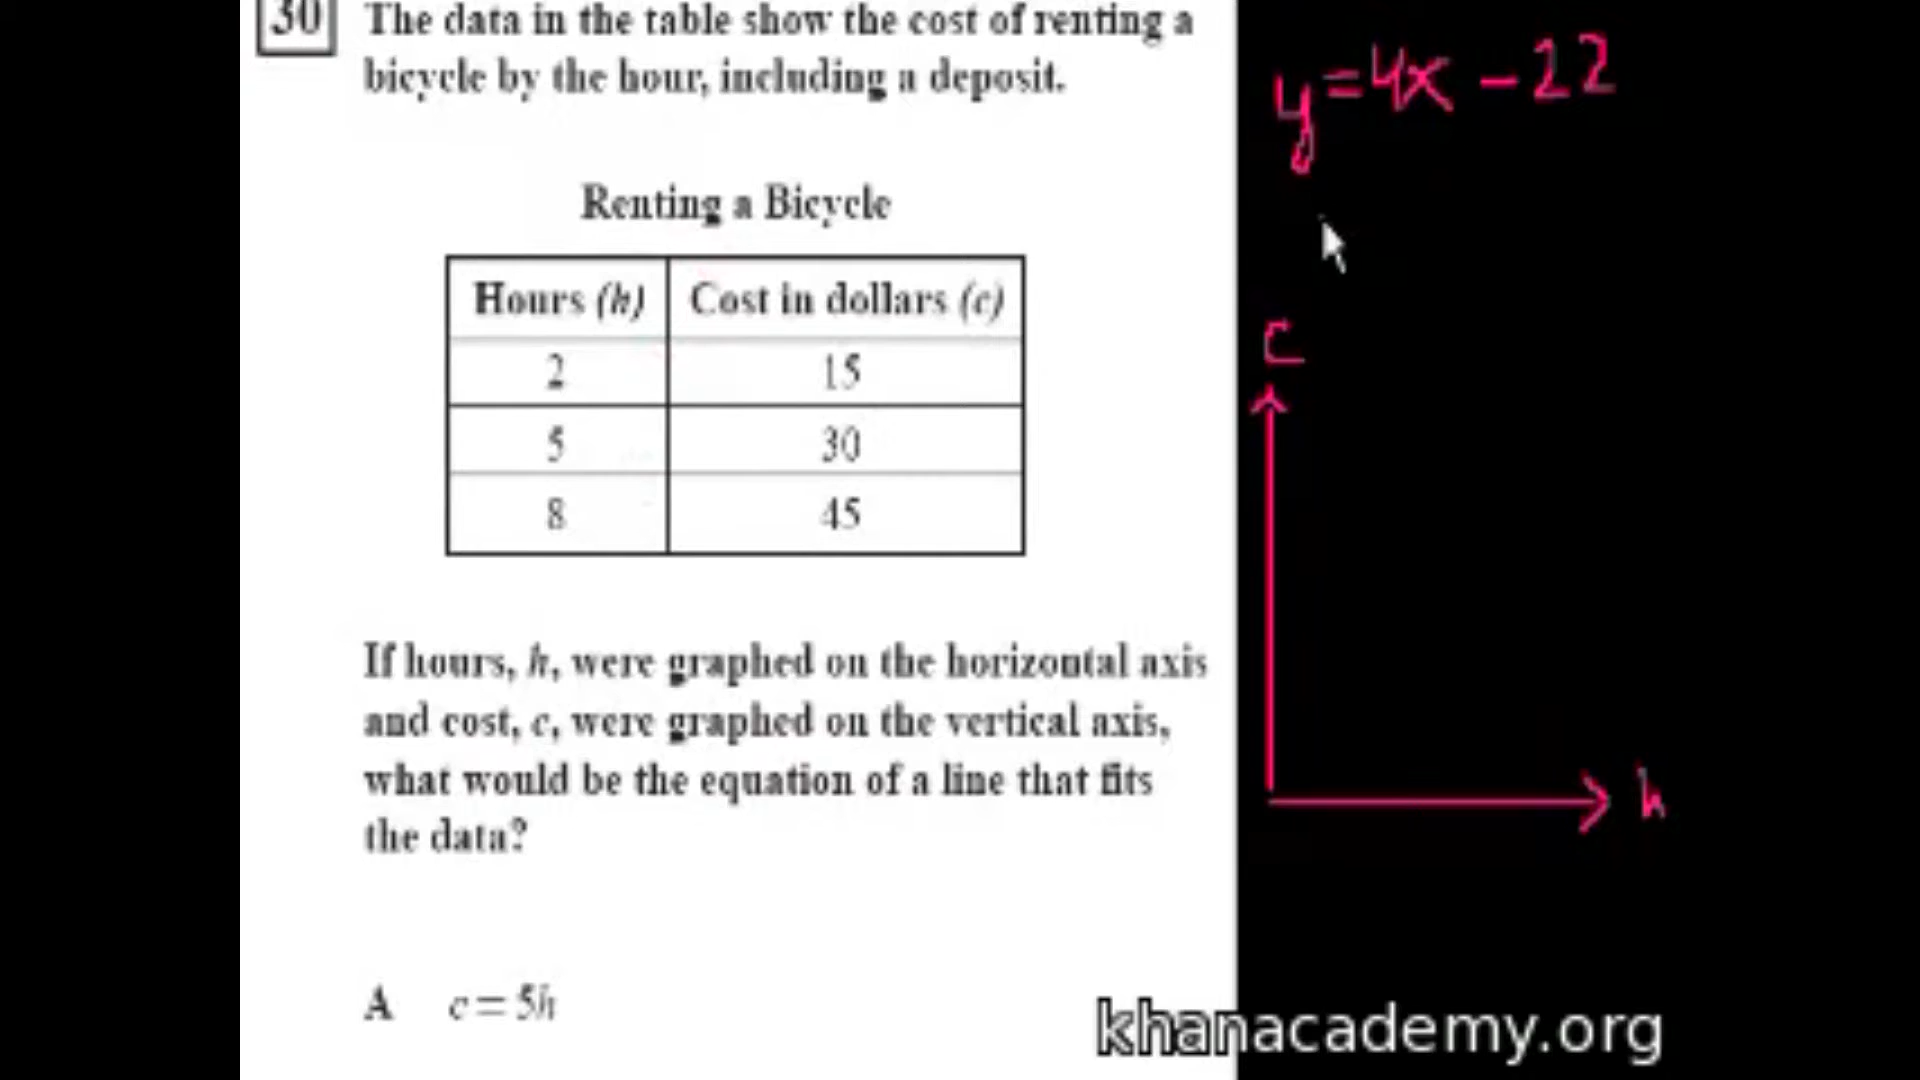 30 The data in the table show the cost of renting a
bicycle by the hour, including a deposit.
Renting a Bicycle
Hours (h) Cost in dollars (c)
2 15
5 30
8 45
If hours, h, were graphed on the horizontal axis
and cost, c, were graphed on the vertical axis,
what would be the equation of a line that fits
the data?
A c = 5h
y = 4x - 22
c
h
khanacademy.org